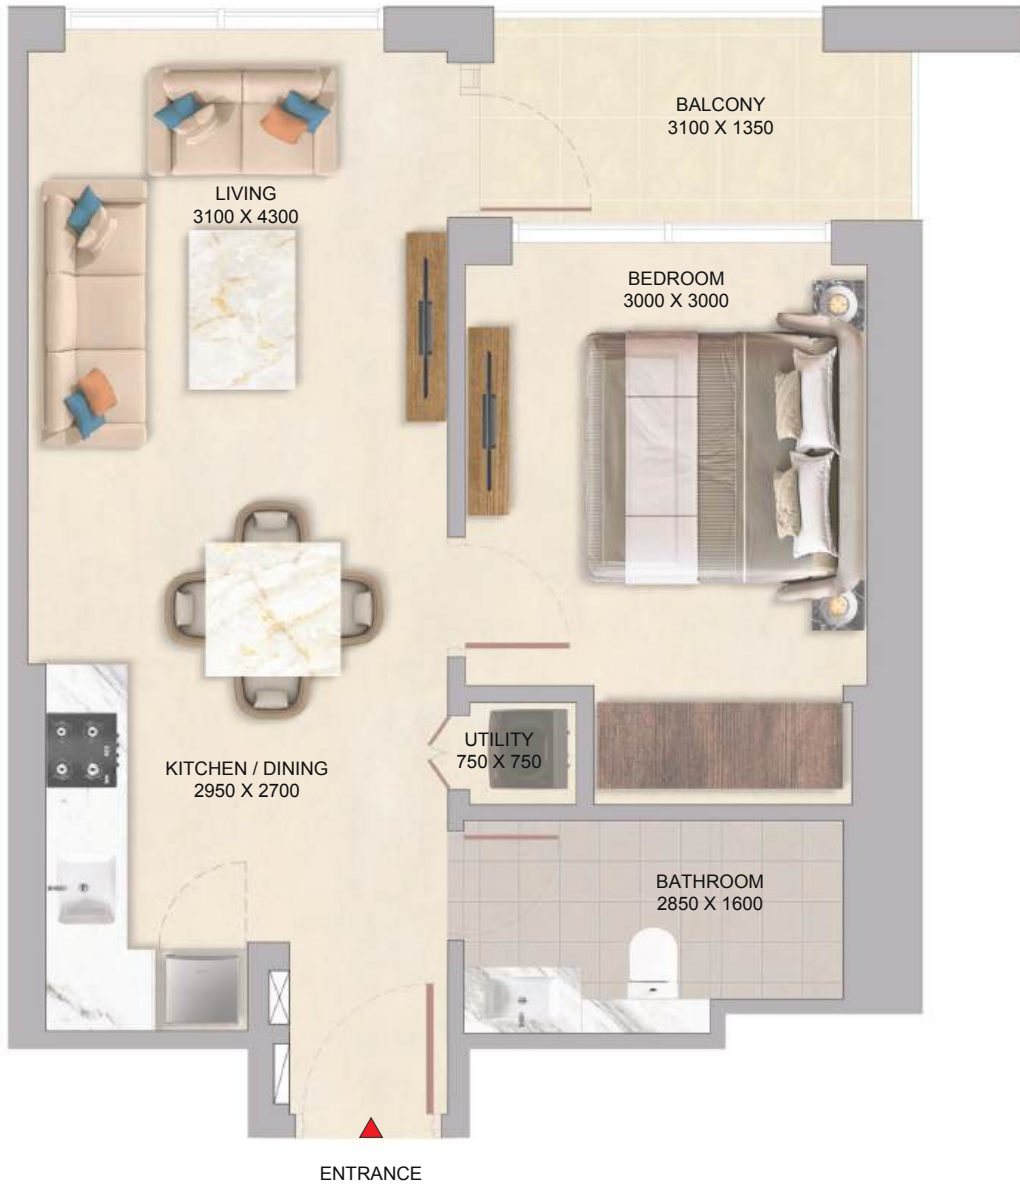 BALCONY
3100 X 1350
LIVING
3100 X 4300
BEDROOM
3000 X 3000
UTILITY
750 X 750
KITCHEN / DINING
2950 X 2700
BATHROOM
2850 X 1600
ENTRANCE